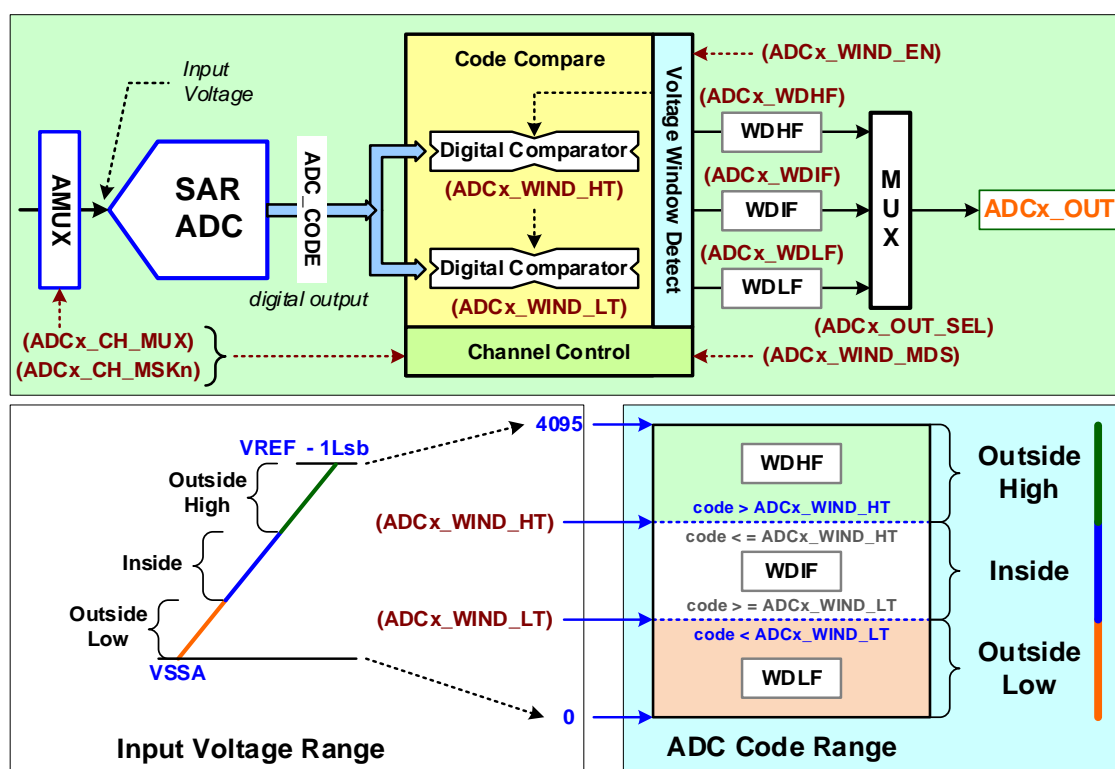 Input
Voltage
AMUX
SAR
ADC
ADC_CODE
digital output
(ADCx_CH_MUX)
(ADCx_CH_MSKn)
Code Compare
Digital Comparator
(ADCx_WIND_HT)
Digital Comparator
(ADCx_WIND_LT)
Channel Control
Voltage Window Detect
(ADCx_WIND_EN)
(ADCx_WDHF)
WDHF
(ADCx_WDIF)
WDIF
(ADCx_WDLF)
WDLF
MUX
(ADCx_OUT_SEL)
(ADCx_WIND_MDS)
ADCx_OUT
VREF - 1Lsb
Outside
High
Inside
Outside
Low
VSSA
Input Voltage Range
4095
(ADCx_WIND_HT)
(ADCx_WIND_LT)
0
WDHF
code > ADCx_WIND_HT
code < = ADCx_WIND_HT
WDIF
code > = ADCx_WIND_LT
code < ADCx_WIND_LT
WDLF
Outside
High
Inside
Outside
Low
ADC Code Range